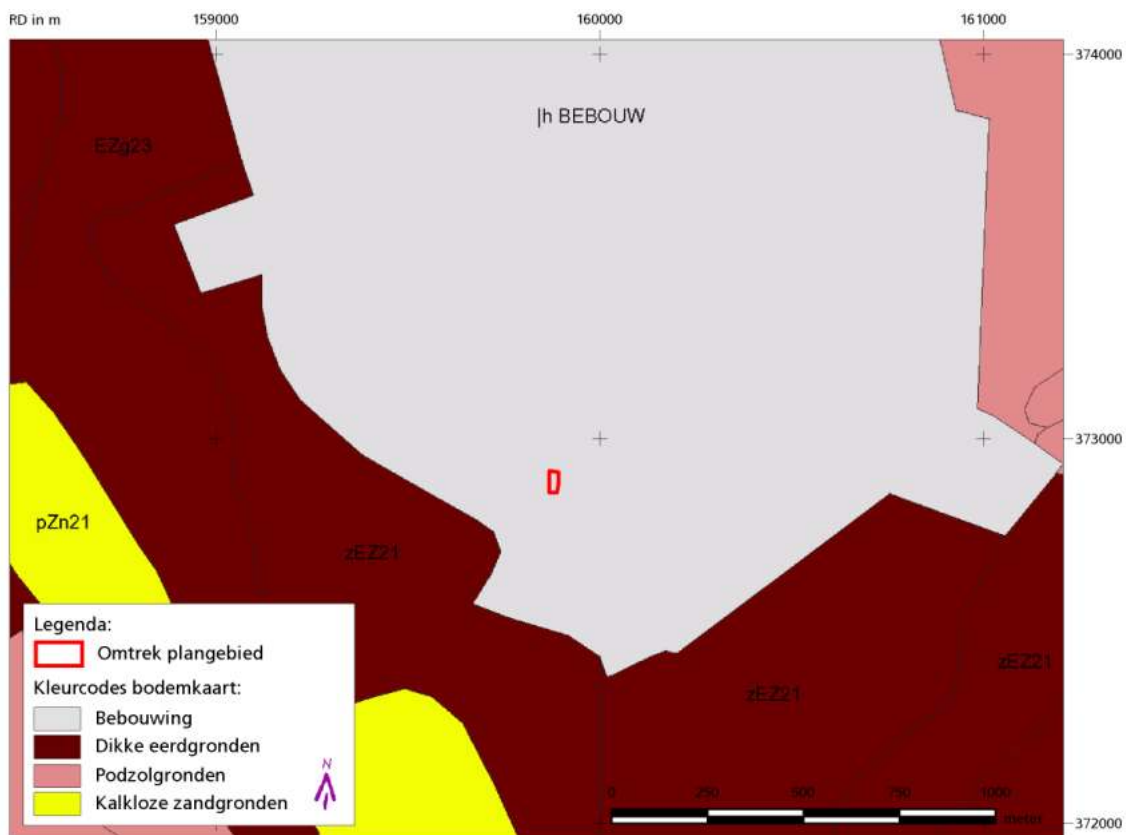 RD in m
159000
160000
161000
374000
|h BEBOUW
EZg23
373000
pZn21
zEZ21
zEZ21
zEZ21
Legenda:
Omtrek plangebied
Kleurcodes bodemkaart:
Bebouwing
Dikke eerdgronden
Podzolgronden
Kalkloze zandgronden
N
0 250 500 750 1000
meter
372000